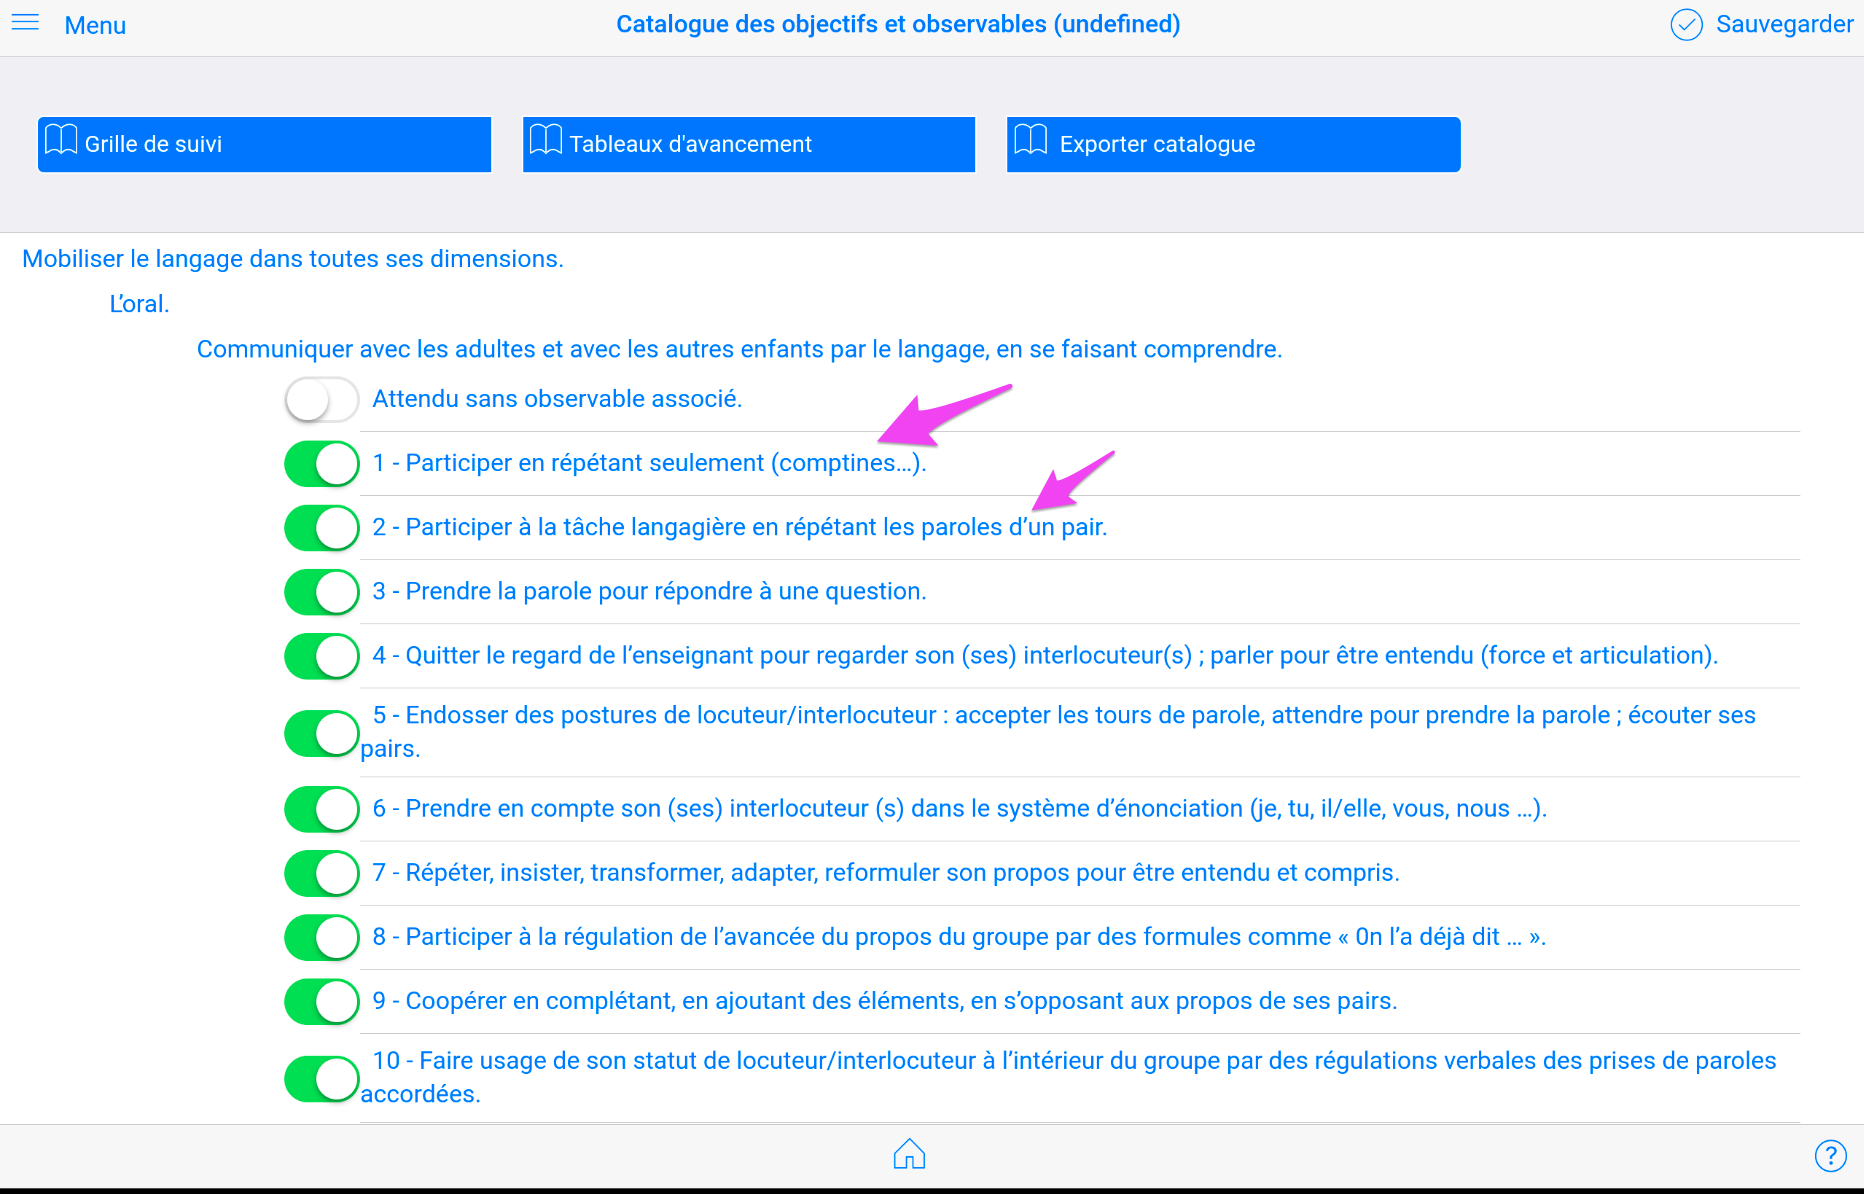 Menu
Catalogue des objectifs et observables (undefined)
Sauvegarder
Grille de suivi
Tableaux d'avancement
Exporter catalogue
Mobiliser le langage dans toutes ses dimensions.
L’oral.
Communiquer avec les adultes et avec les autres enfants par le langage, en se faisant comprendre.
Attendu sans observable associé.
1 - Participer en répétant seulement (comptines…).
2 - Participer à la tâche langagière en répétant les paroles d’un pair.
3 - Prendre la parole pour répondre à une question.
4 - Quitter le regard de l’enseignant pour regarder son (ses) interlocuteur(s) ; parler pour être entendu (force et articulation).
5 - Endosser des postures de locuteur/interlocuteur : accepter les tours de parole, attendre pour prendre la parole ; écouter ses
pairs.
6 - Prendre en compte son (ses) interlocuteur (s) dans le système d’énonciation (je, tu, il/elle, vous, nous …).
7 - Répéter, insister, transformer, adapter, reformuler son propos pour être entendu et compris.
8 - Participer à la régulation de l’avancée du propos du groupe par des formules comme « 0n l’a déjà dit … ».
9 - Coopérer en complétant, en ajoutant des éléments, en s’opposant aux propos de ses pairs.
10 - Faire usage de son statut de locuteur/interlocuteur à l’intérieur du groupe par des régulations verbales des prises de paroles
accordées.
?